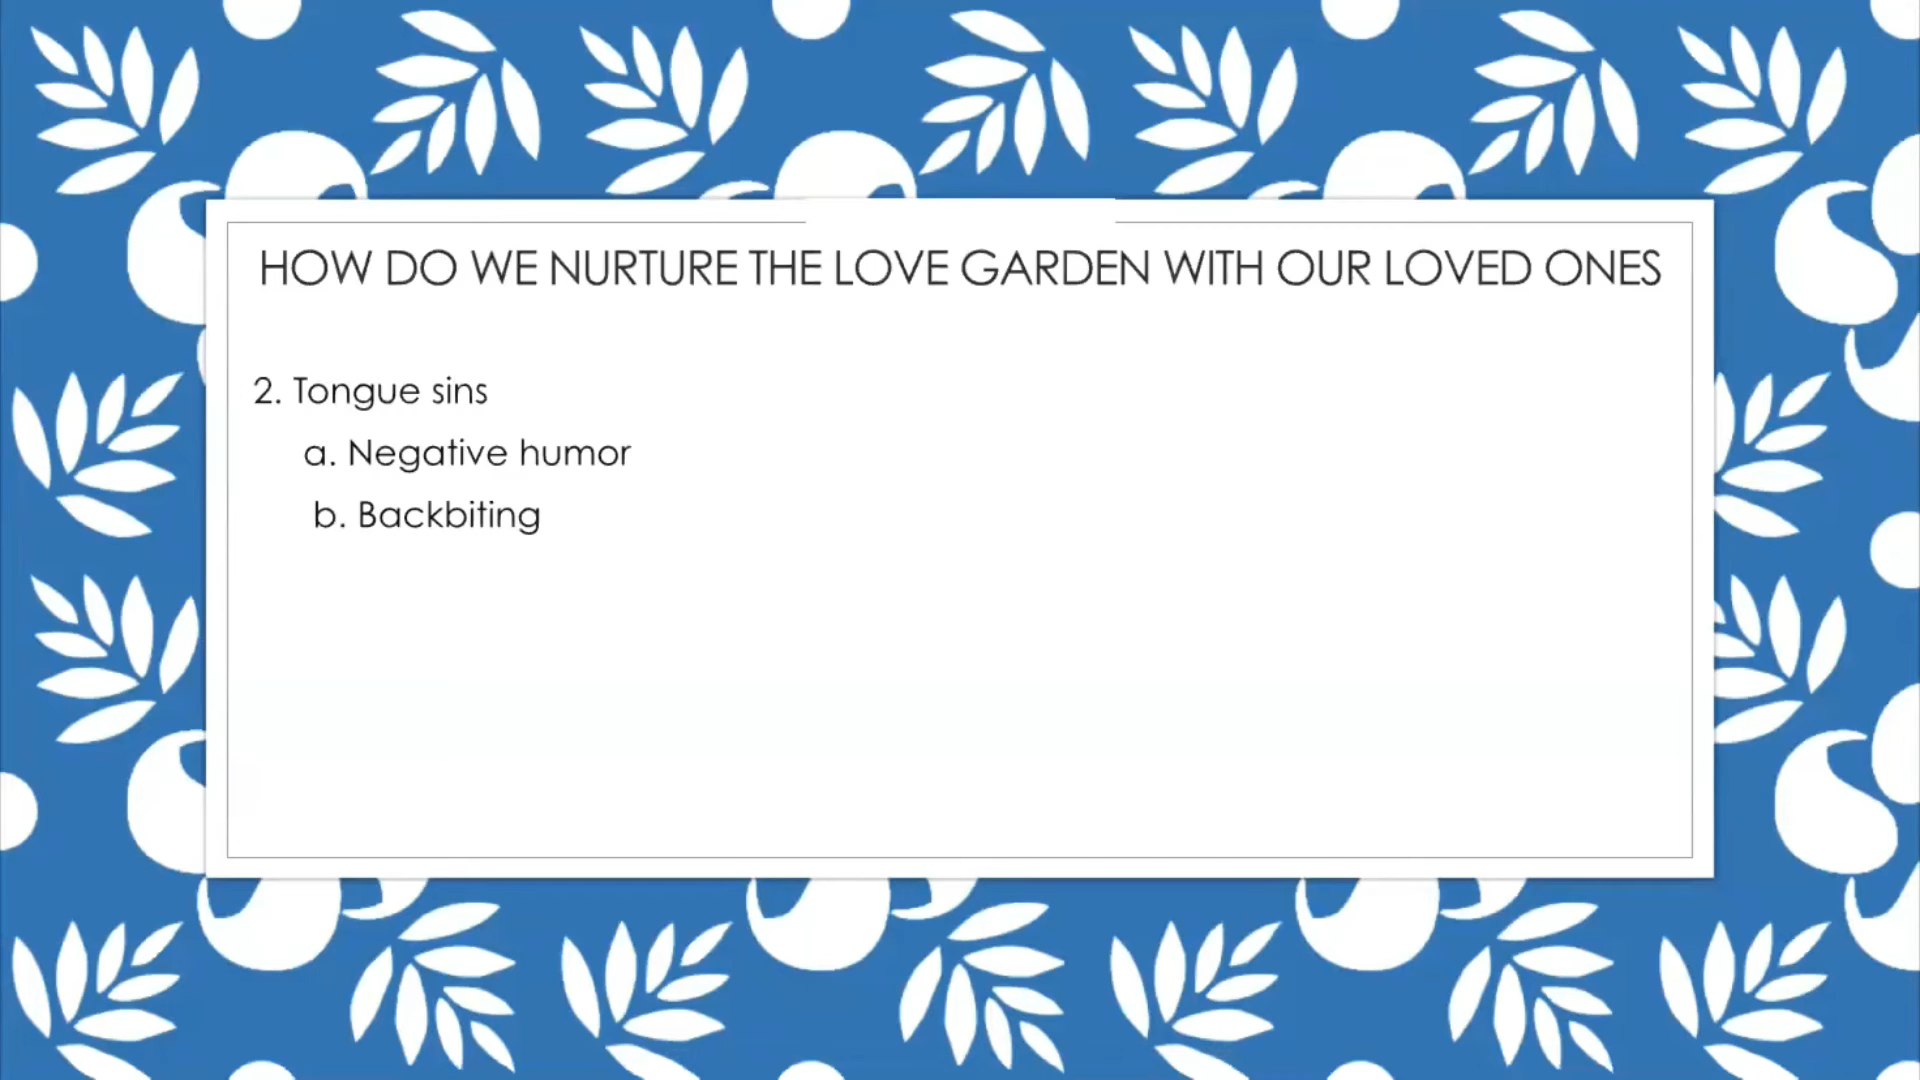 HOW DO WE NURTURE THE LOVE GARDEN WITH OUR LOVED ONES
2. Tongue sins
a. Negative humor
b. Backbiting